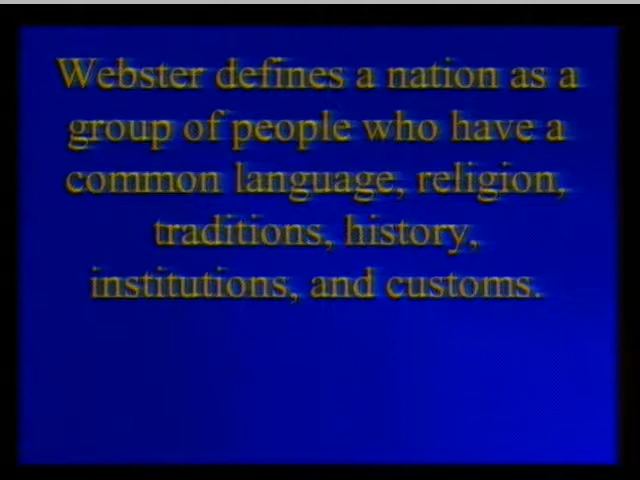 Webster defines a nation as a
group of people who have a
common language, religion,
traditions, history,
institutions, and customs.